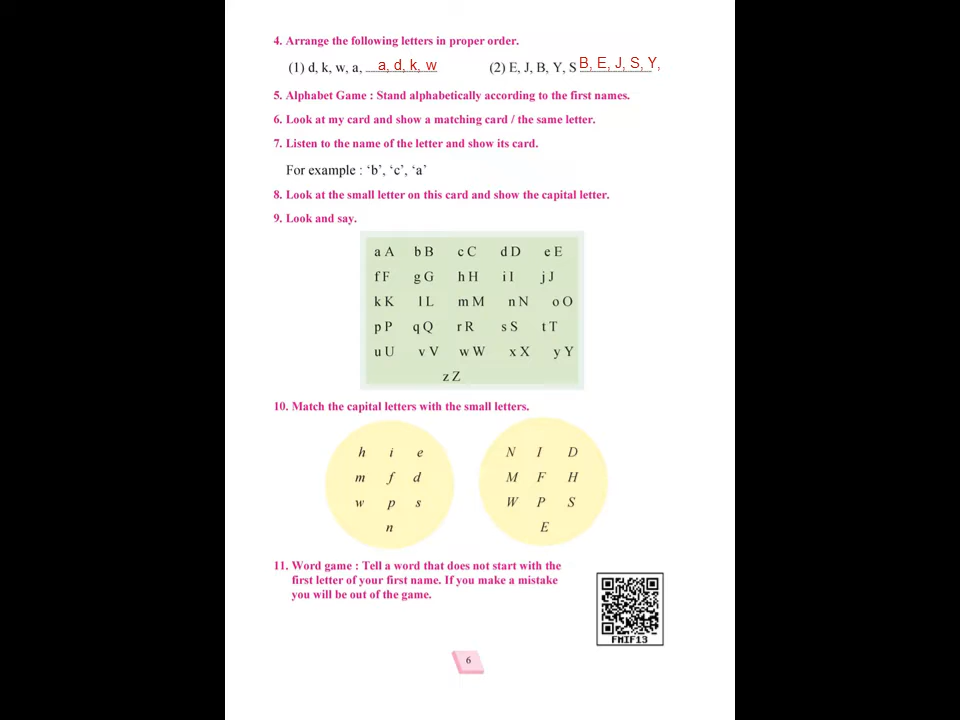 4. Arrange the following letters in proper order.
(1) d, k, w, a, a, d, k, w (2) E, J, B, Y, S B, E, J, S, Y,
5. Alphabet Game : Stand alphabetically according to the first names.
6. Look at my card and show a matching card / the same letter.
7. Listen to the name of the letter and show its card.
For example : ‘b’, ‘c’, ‘a’
8. Look at the small letter on this card and show the capital letter.
9. Look and say.
a A b B c C d D e E
f F g G h H i I j J
k K l L m M n N o O
p P q Q r R s S t T
u U v V w W x X y Y
z Z
10. Match the capital letters with the small letters.
h i e N I D
m f d M F H
w p s W P S
n E
11. Word game : Tell a word that does not start with the
first letter of your first name. If you make a mistake
you will be out of the game.
FMIF13
6